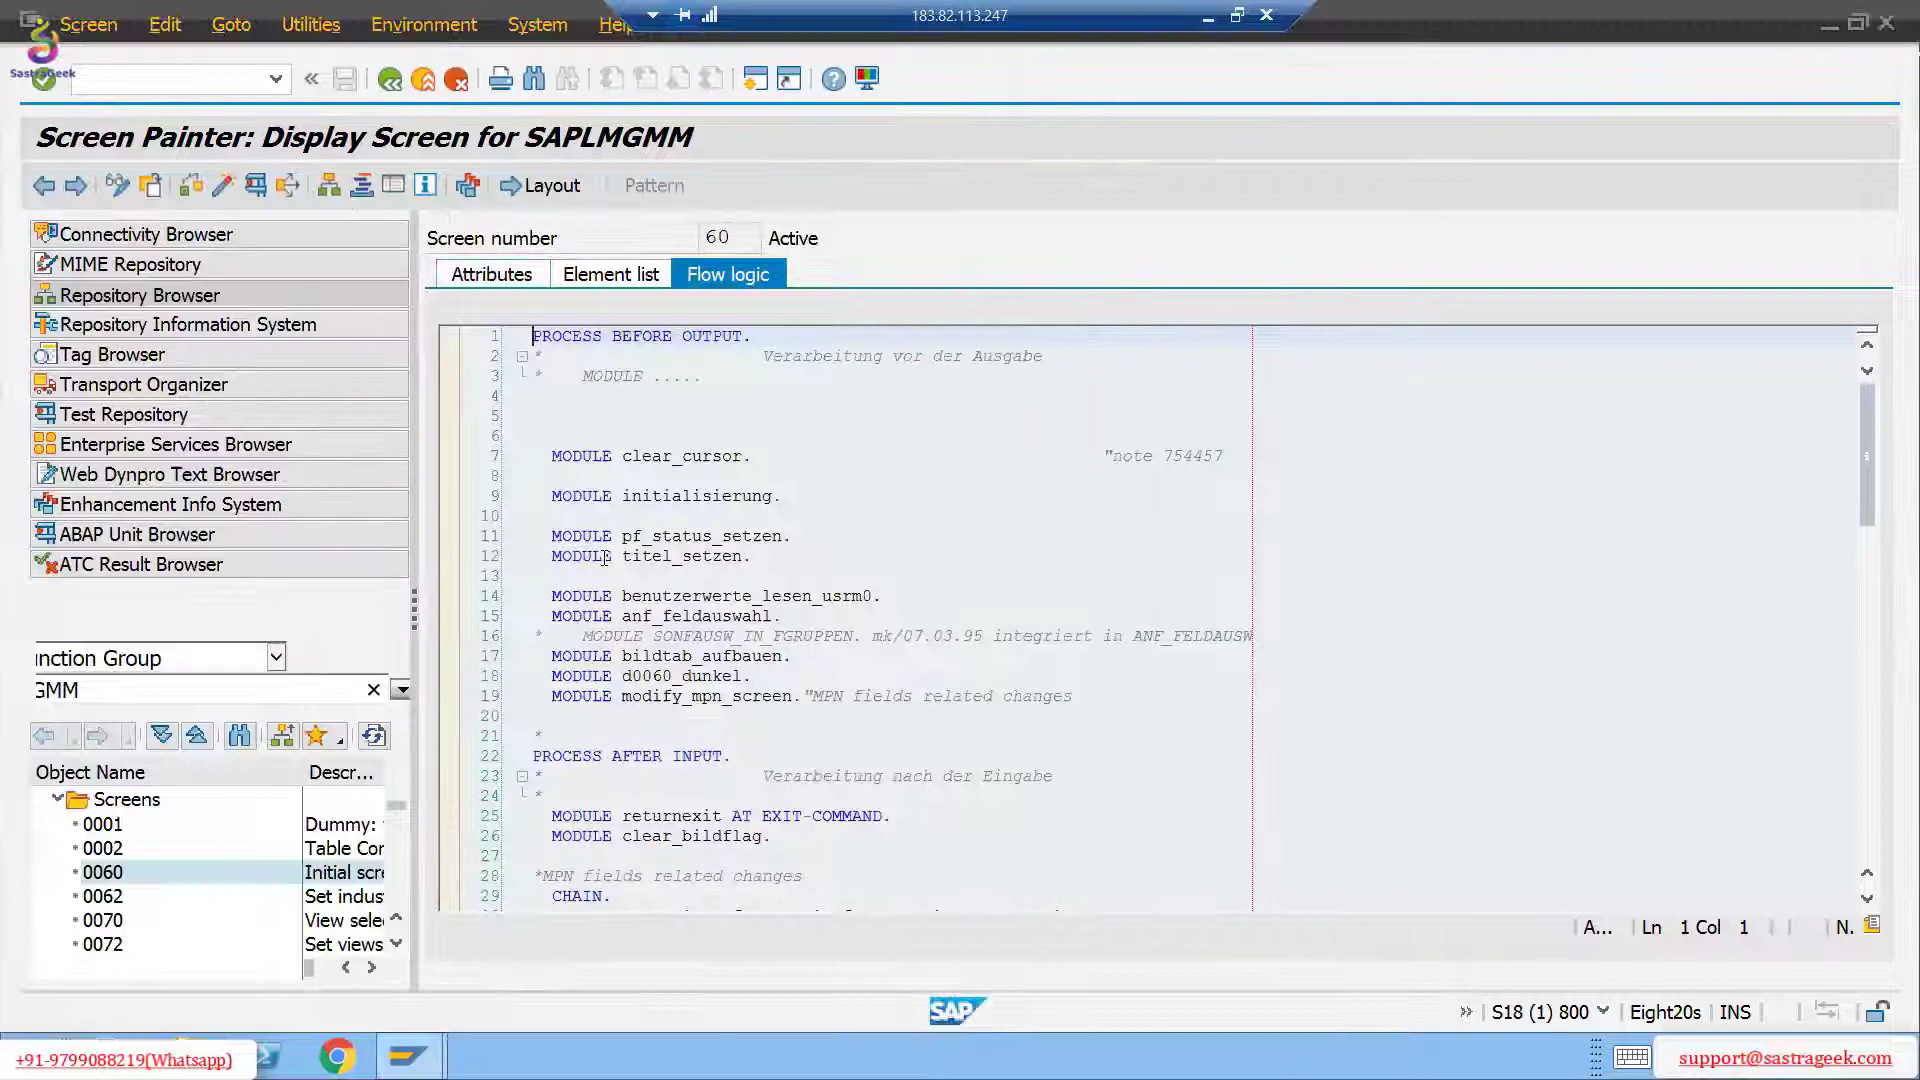 183.82.113.247
Screen Edit Goto Utilities Environment System Help
SastraGeek
Screen Painter: Display Screen for SAPLMGMM
Layout Pattern
Connectivity Browser
MIME Repository
Repository Browser
Repository Information System
Tag Browser
Transport Organizer
Test Repository
Enterprise Services Browser
Web Dynpro Text Browser
Enhancement Info System
ABAP Unit Browser
ATC Result Browser
unction Group
GMM
Object Name Descr...
Screens
0001 Dummy:
0002 Table Cor
0060 Initial scre
0062 Set indus
0070 View sele
0072 Set views
Screen number 60 Active
Attributes Element list Flow logic
1 PROCESS BEFORE OUTPUT.
2 * Verarbeitung vor der Ausgabe
3 * MODULE .....
4
5
6
7 MODULE clear_cursor. "note 754457
8
9 MODULE initialisierung.
10
11 MODULE pf_status_setzen.
12 MODULE titel_setzen.
13
14 MODULE benutzerwerte_lesen_usrm0.
15 MODULE anf_feldauswahl.
16 * MODULE SONFAUSW_IN_FGRUPPEN. mk/07.03.95 integriert in ANF_FELDAUSW
17 MODULE bildtab_aufbauen.
18 MODULE d0060_dunkel.
19 MODULE modify_mpn_screen."MPN fields related changes
20
21 *
22 PROCESS AFTER INPUT.
23 * Verarbeitung nach der Eingabe
24 *
25 MODULE returnexit AT EXIT-COMMAND.
26 MODULE clear_bildflag.
27
28 *MPN fields related changes
29 CHAIN.
A... Ln 1 Col 1 N.
SAP
S18 (1) 800 Eight20s INS
+91-9799088219(Whatsapp)
support@sastrageek.com